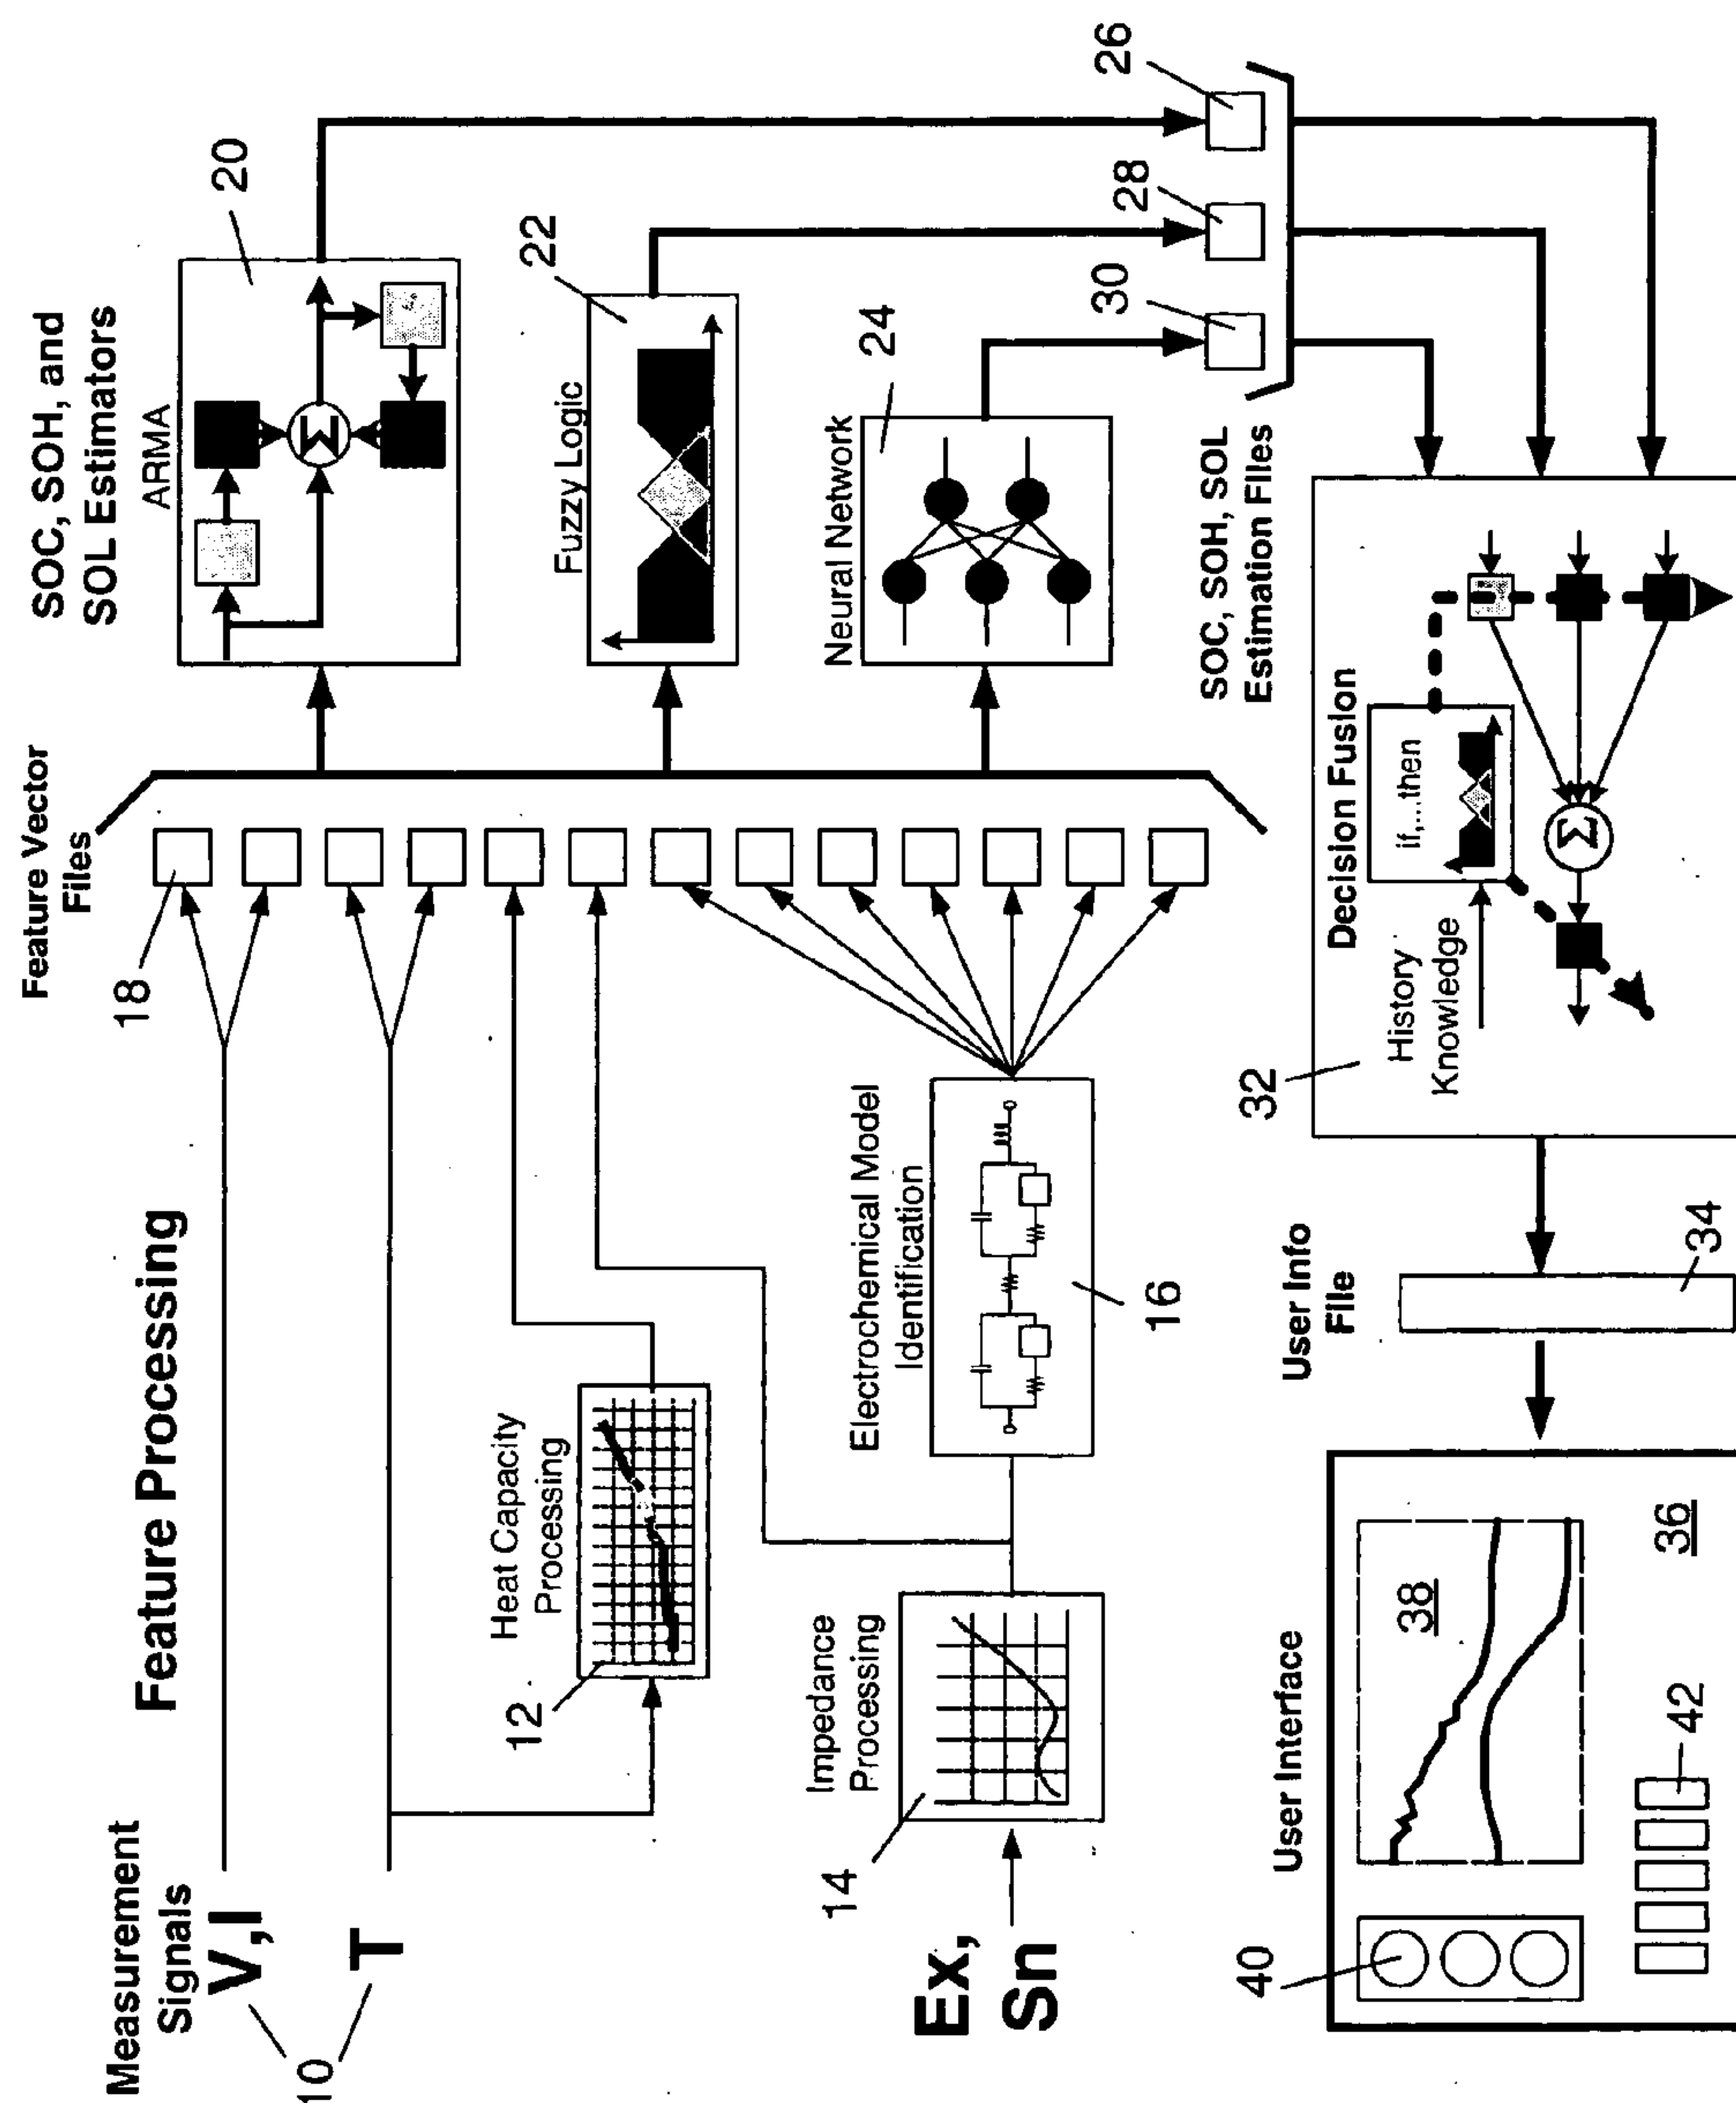 Measurement
Signals
V,I
T
10
Feature Processing
Feature Vector
Files
18
SOC, SOH, and
SOL Estimators
ARMA
20
Σ
Heat Capacity
Processing
12
Fuzzy Logic
22
Impedance
Processing
14
Ex,
Sn
Electrochemical Model
Identification
16
Neural Network
24
26
28
30
SOC, SOH, SOL
Estimation Files
User Interface
40
38
36
42
User Info
File
34
32
Decision Fusion
History
Knowledge
if,...then
Σ